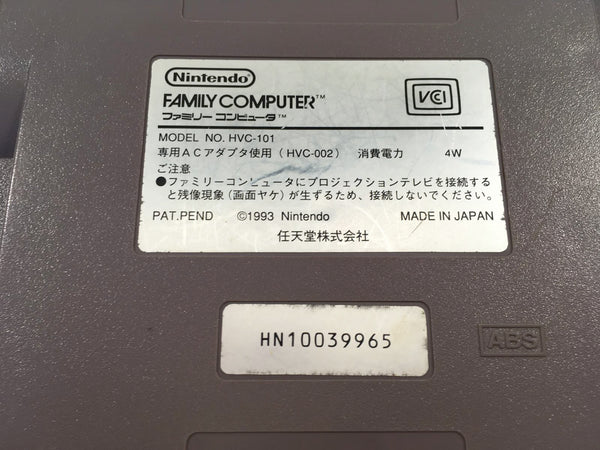 Nintendo
FAMILY COMPUTER™
ファミリー コンピュータ™
VCI
MODEL NO. HVC-101
専用ACアダプタ使用(HVC-002) 消費電力 4W
ご注意
●ファミリーコンピュータにプロジェクションテレビを接続する
と残像現象(画面ヤケ)が生ずるため、接続しないでください。
PAT.PEND ©1993 Nintendo MADE IN JAPAN
任天堂株式会社
HN10039965
ABS